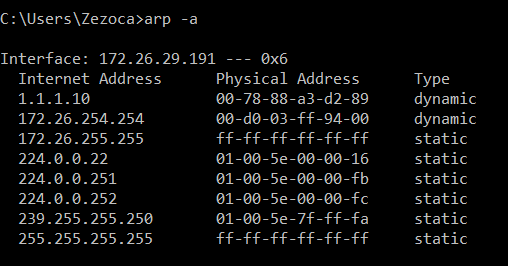 C:\Users\Zezoca>arp -a
Interface: 172.26.29.191 --- 0x6
Internet Address Physical Address Type
1.1.1.10 00-78-88-a3-d2-89 dynamic
172.26.254.254 00-d0-03-ff-94-00 dynamic
172.26.255.255 ff-ff-ff-ff-ff-ff static
224.0.0.22 01-00-5e-00-00-16 static
224.0.0.251 01-00-5e-00-00-fb static
224.0.0.252 01-00-5e-00-00-fc static
239.255.255.250 01-00-5e-7f-ff-fa static
255.255.255.255 ff-ff-ff-ff-ff-ff static